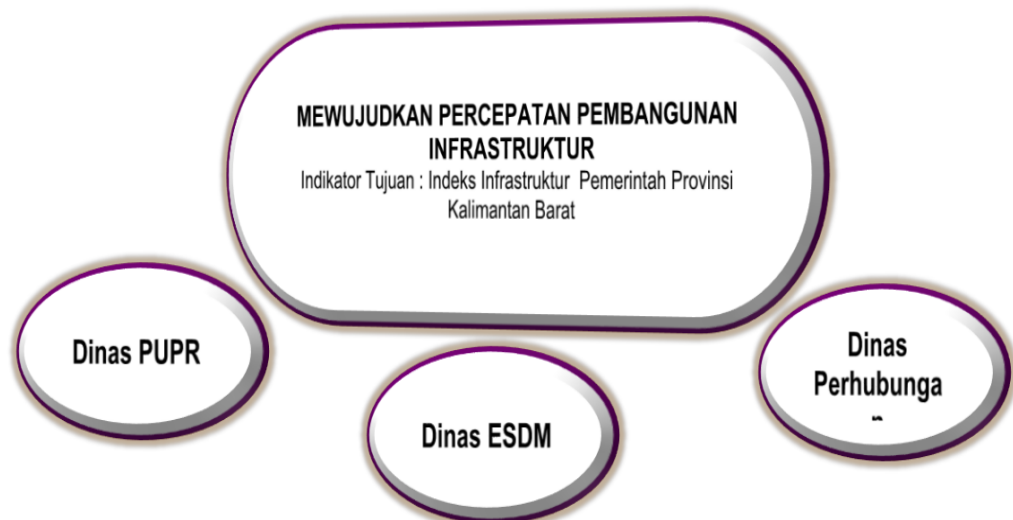 MEWUJUDKAN PERCEPATAN PEMBANGUNAN
INFRASTRUKTUR
Indikator Tujuan : Indeks Infrastruktur Pemerintah Provinsi
Kalimantan Barat
Dinas PUPR
Dinas ESDM
Dinas
Perhubunga
n